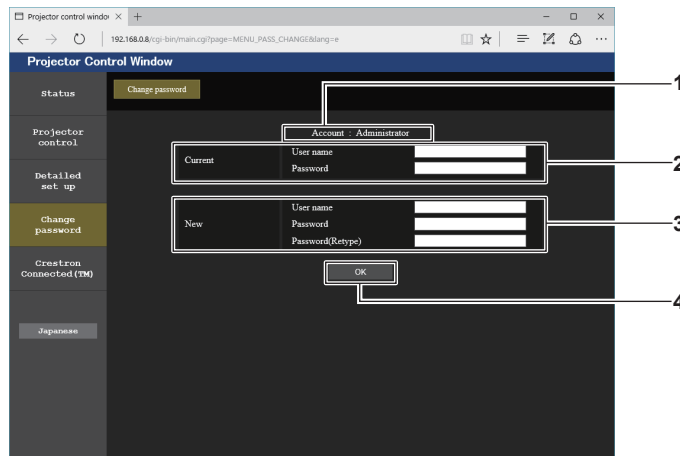 Projector control window
192.168.0.8/cgi-bin/main.cgi?page=MENU_PASS_CHANGE&lang=e
Projector Control Window
Status
Change password
1
Account : Administrator
Projector
control
Current
User name
Password
2
Detailed
set up
Change
password
New
User name
Password
Password(Retype)
3
Crestron
Connected(TM)
OK
4
Japanese